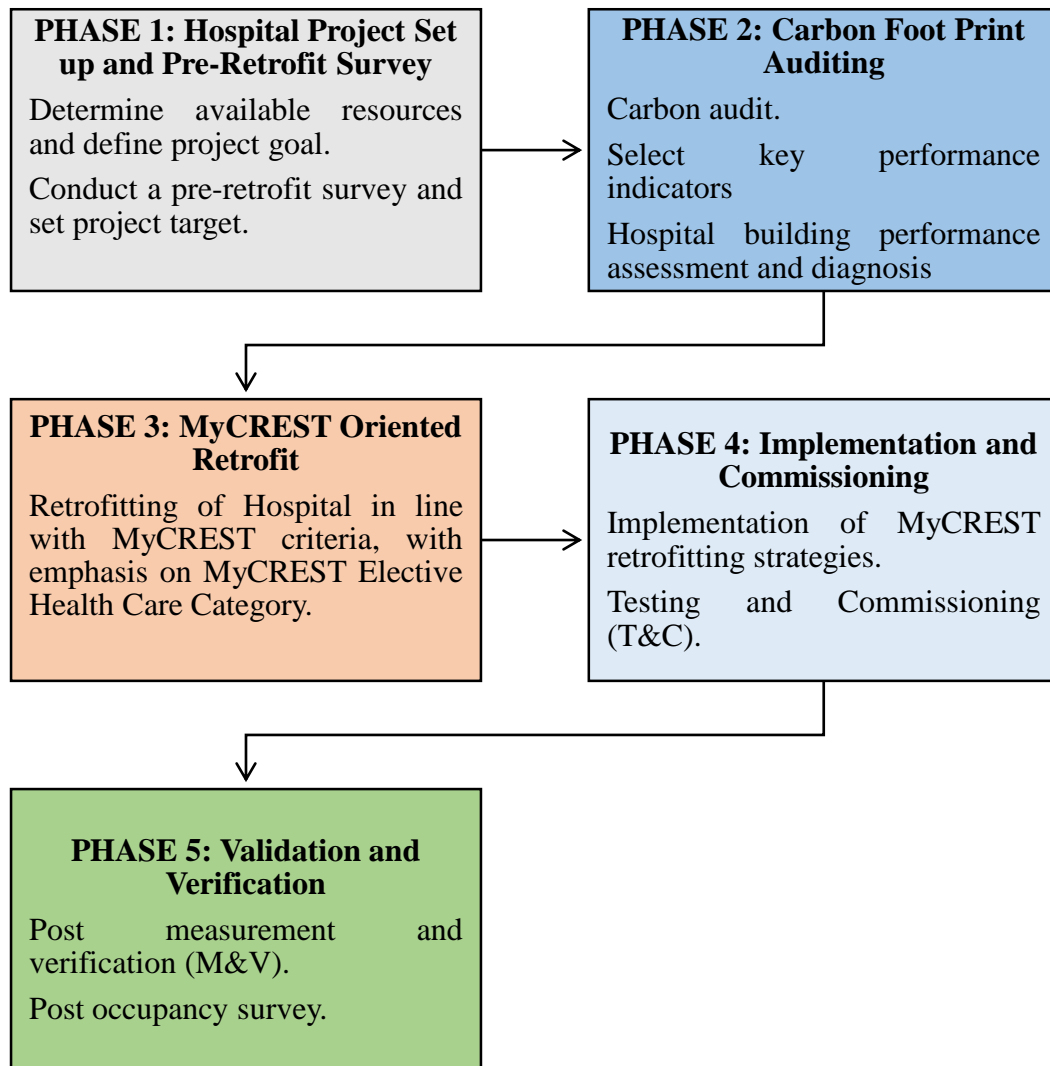 PHASE 1: Hospital Project Set
up and Pre-Retrofit Survey
Determine available resources
and define project goal.
Conduct a pre-retrofit survey and
set project target.
PHASE 2: Carbon Foot Print
Auditing
Carbon audit.
Select key performance
indicators
Hospital building performance
assessment and diagnosis
PHASE 3: MyCREST Oriented
Retrofit
Retrofitting of Hospital in line
with MyCREST criteria, with
emphasis on MyCREST Elective
Health Care Category.
PHASE 4: Implementation and
Commissioning
Implementation of MyCREST
retrofitting strategies.
Testing and Commissioning
(T&C).
PHASE 5: Validation and
Verification
Post measurement and
verification (M&V).
Post occupancy survey.